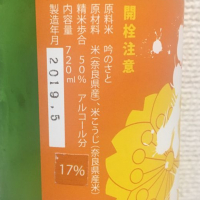 開栓注意
原料米 吟のさと
原材料 米(奈良県産)、米こうじ(奈良県産米)
精米歩合 50% アルコール分
17%
内容量 720ml
製造年月
2019.5